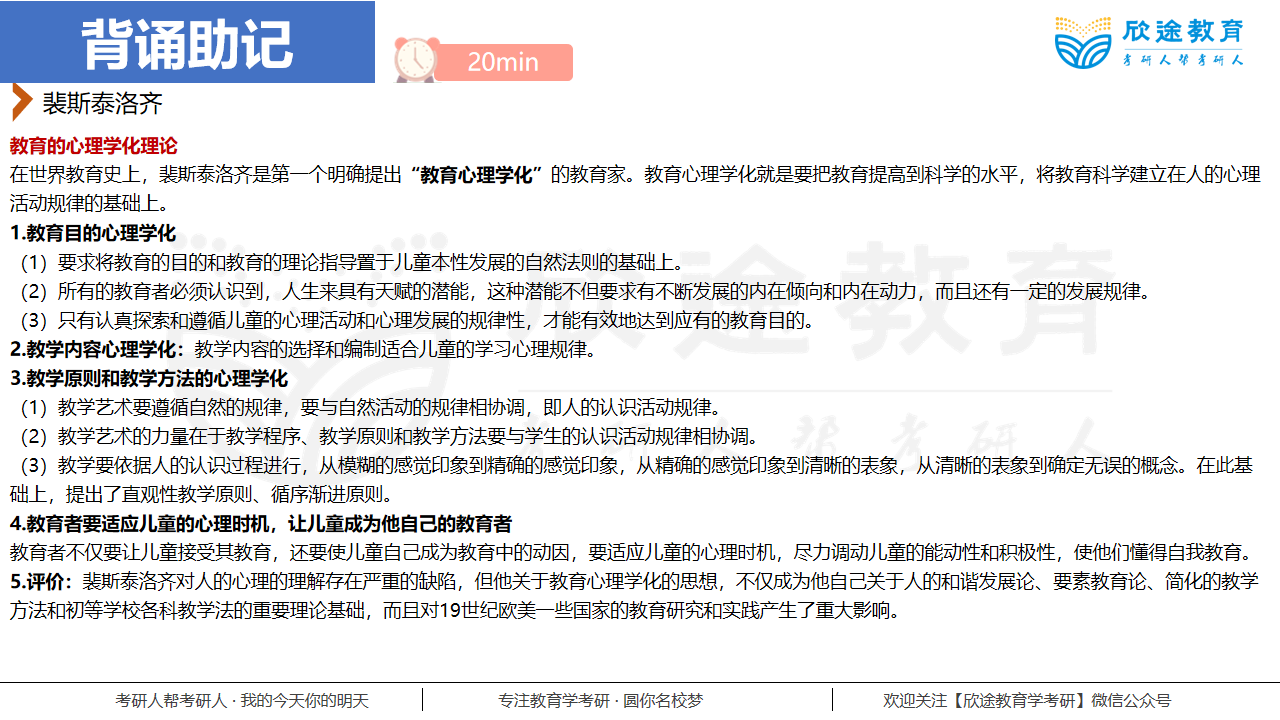 背诵助记
20min
欣途教育
考研人帮考研人
裴斯泰洛齐
教育的心理学化理论
在世界教育史上，裴斯泰洛齐是第一个明确提出“教育心理学化”的教育家。教育心理学化就是要把教育提高到科学的水平，将教育科学建立在人的心理
活动规律的基础上。
1.教育目的心理学化
（1）要求将教育的目的和教育的理论指导置于儿童本性发展的自然法则的基础上。
（2）所有的教育者必须认识到，人生来具有天赋的潜能，这种潜能不但要求有不断发展的内在倾向和内在动力，而且还有一定的发展规律。
（3）只有认真探索和遵循儿童的心理活动和心理发展的规律性，才能有效地达到应有的教育目的。
2.教学内容心理学化：教学内容的选择和编制适合儿童的学习心理规律。
3.教学原则和教学方法的心理学化
（1）教学艺术要遵循自然的规律，要与自然活动的规律相协调，即人的认识活动规律。
（2）教学艺术的力量在于教学程序、教学原则和教学方法要与学生的认识活动规律相协调。
（3）教学要依据人的认识过程进行，从模糊的感觉印象到精确的感觉印象，从精确的感觉印象到清晰的表象，从清晰的表象到确定无误的概念。在此基
础上，提出了直观性教学原则、循序渐进原则。
4.教育者要适应儿童的心理时机，让儿童成为他自己的教育者
教育者不仅要让儿童接受其教育，还要使儿童自己成为教育中的动因，要适应儿童的心理时机，尽力调动儿童的能动性和积极性，使他们懂得自我教育。
5.评价：裴斯泰洛齐对人的心理的理解存在严重的缺陷，但他关于教育心理学化的思想，不仅成为他自己关于人的和谐发展论、要素教育论、简化的教学
方法和初等学校各科教学法的重要理论基础，而且对19世纪欧美一些国家的教育研究和实践产生了重大影响。
欣途教育
考研人帮考研人
考研人帮考研人 · 我的今天你的明天
专注教育学考研 · 圆你名校梦
欢迎关注【欣途教育学考研】微信公众号